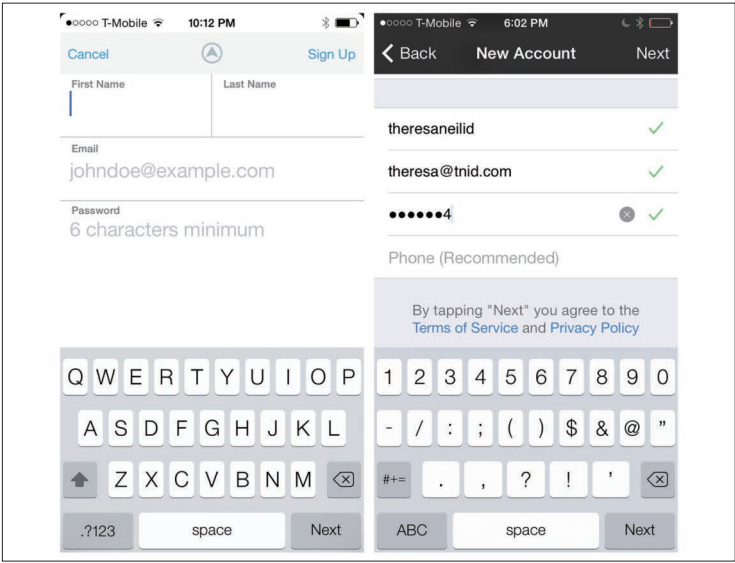 T-Mobile 10:12 PM
Cancel Sign Up
First Name Last Name
Email
johndoe@example.com
Password
6 characters minimum
Q W E R T Y U I O P
A S D F G H J K L
Z X C V B N M
.?123 space Next
T-Mobile 6:02 PM
Back New Account Next
theresaneilid
theresa@tnid.com
●●●●●●4
Phone (Recommended)
By tapping "Next" you agree to the
Terms of Service and Privacy Policy
1 2 3 4 5 6 7 8 9 0
- / : ; ( ) $ & @ ”
#+= . , ? ! ’
ABC space Next